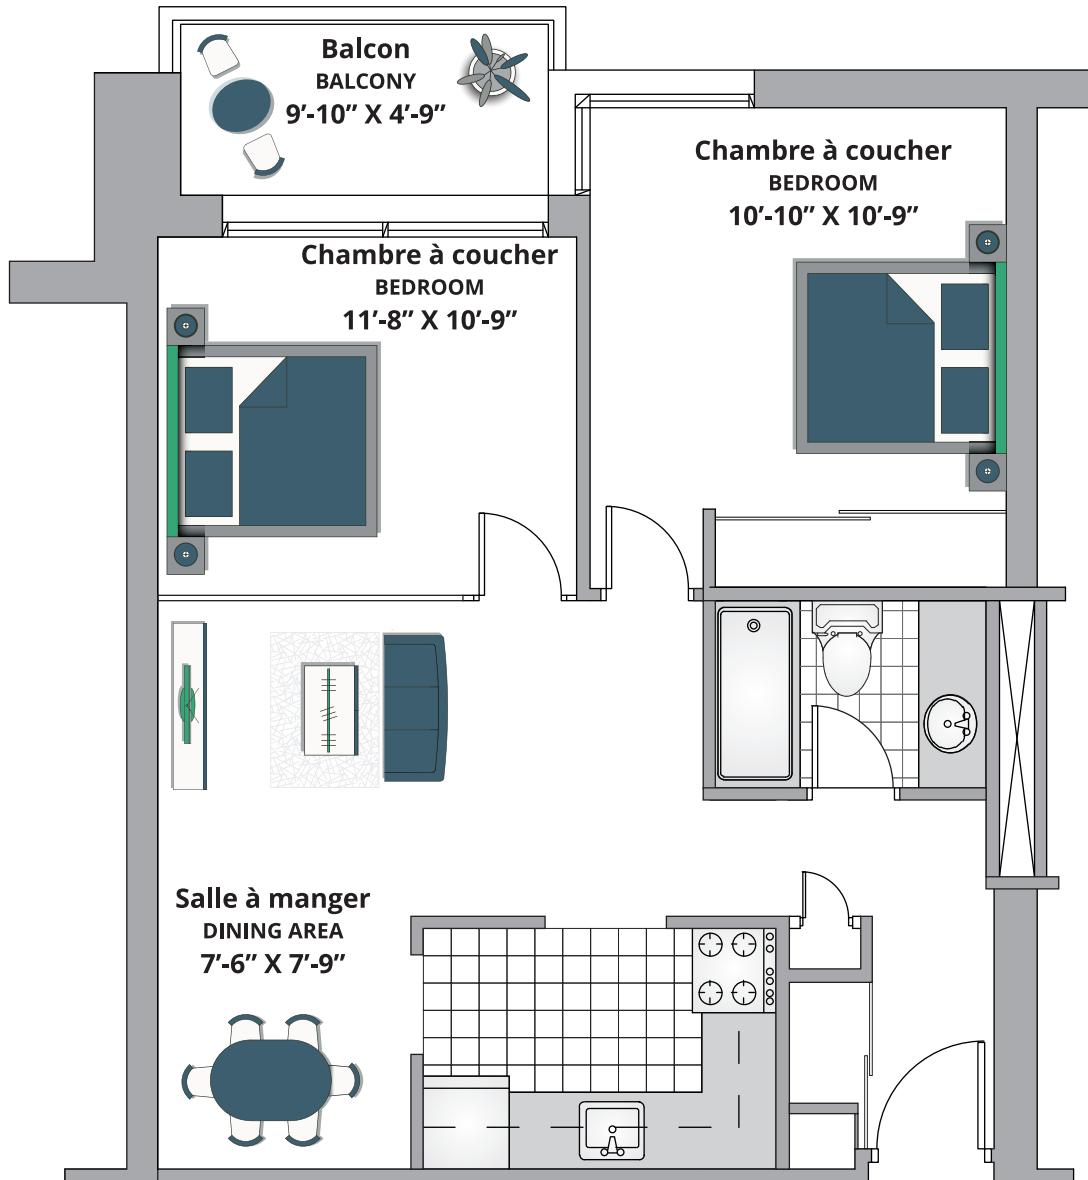 Balcon
BALCONY
9’-10” X 4’-9”
Chambre à coucher
BEDROOM
10’-10” X 10’-9”
Chambre à coucher
BEDROOM
11’-8” X 10’-9”
Salle à manger
DINING AREA
7’-6” X 7’-9”